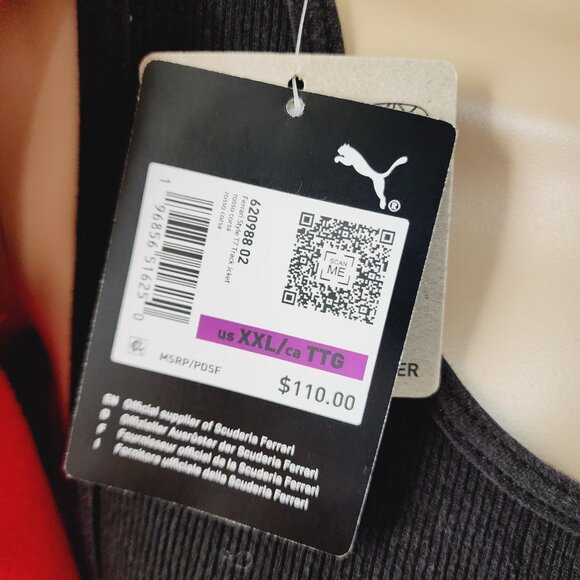 ®
620988 02
Ferrari Style T7 Track Jcket
rosso corsa
rosso corsa
1 96856 51625 0
SCAN
ME
us XXL/ca TTG
MSRP/PDSF
$110.00
Official supplier of Scuderia Ferrari
Offizieller Ausrüster der Scuderia Ferrari
Fournisseur officiel de la Scuderia Ferrari
Fornitore ufficiale della Scuderia Ferrari
ER